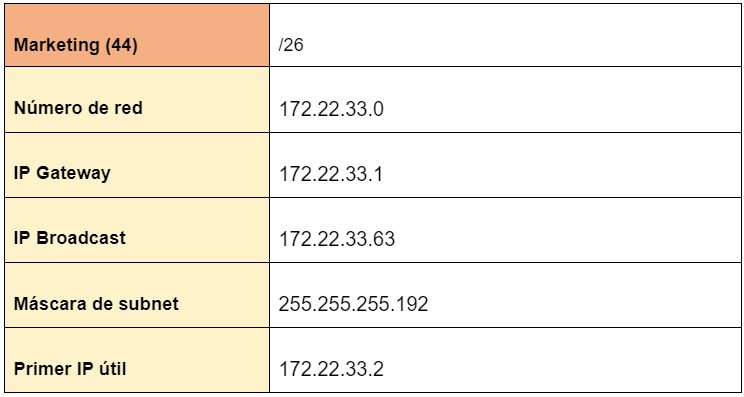 Marketing (44) /26
Número de red 172.22.33.0
IP Gateway 172.22.33.1
IP Broadcast 172.22.33.63
Máscara de subnet 255.255.255.192
Primer IP útil 172.22.33.2